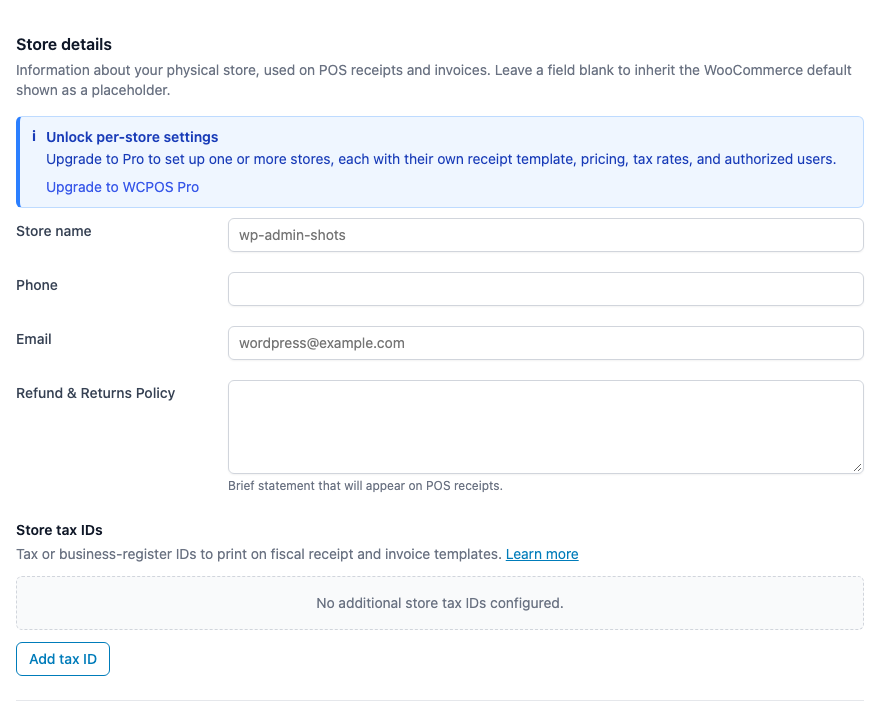 Store details
Information about your physical store, used on POS receipts and invoices. Leave a field blank to inherit the WooCommerce default
shown as a placeholder.
i Unlock per-store settings
Upgrade to Pro to set up one or more stores, each with their own receipt template, pricing, tax rates, and authorized users.
Upgrade to WCPOS Pro
Store name
wp-admin-shots
Phone
Email
wordpress@example.com
Refund & Returns Policy
Brief statement that will appear on POS receipts.
Store tax IDs
Tax or business-register IDs to print on fiscal receipt and invoice templates. Learn more
No additional store tax IDs configured.
Add tax ID